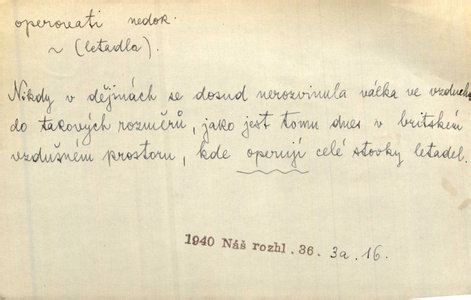 operovati nedok.
~ (letadla).
Nikdy v dějinách se dosud nerozvinula válka ve vzduchu
do takových rozměrů, jako jest tomu dnes v britském
vzdušném prostoru, kde operují celé stovky letadel.
1940 Náš rozhl. 36. 3a. 16.